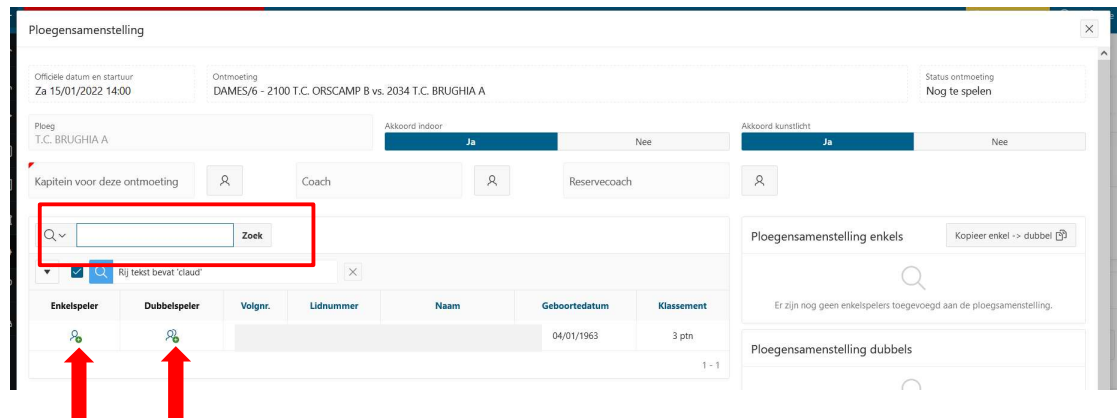 Ploegensamenstelling
Officiële datum en startuur
Za 15/01/2022 14:00
Ontmoeting
DAMES/6 - 2100 T.C. ORSCAMP B vs. 2034 T.C. BRUGHIA A
Status ontmoeting
Nog te spelen
Ploeg
T.C. BRUGHIA A
Akkoord indoor
Ja Nee
Akkoord kunstlicht
Ja Nee
Kapitein voor deze ontmoeting
Coach
Reservecoach
Zoek
Rij tekst bevat 'claud'
Enkelspeler Dubbelspeler Volgnr. Lidnummer Naam Geboortedatum Klassement
04/01/1963 3 ptn
1 - 1
Ploegensamenstelling enkels
Kopieer enkel -> dubbel
Er zijn nog geen enkelspelers toegevoegd aan de ploegsamenstelling.
Ploegensamenstelling dubbels